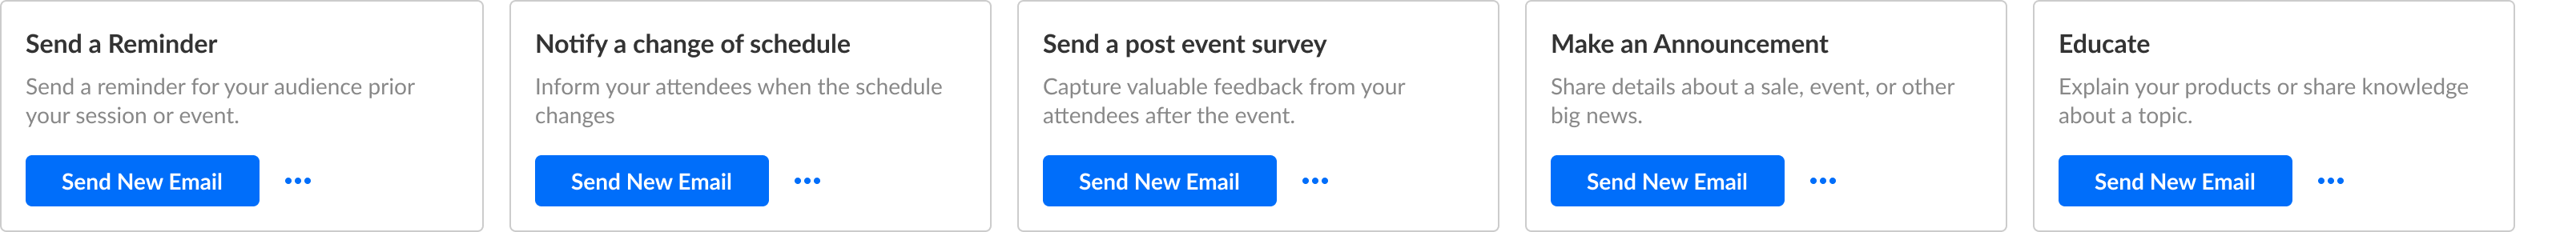 Send a Reminder
Send a reminder for your audience prior
your session or event.
Send New Email
Notify a change of schedule
Inform your attendees when the schedule
changes
Send New Email
Send a post event survey
Capture valuable feedback from your
attendees after the event.
Send New Email
Make an Announcement
Share details about a sale, event, or other
big news.
Send New Email
Educate
Explain your products or share knowledge
about a topic.
Send New Email